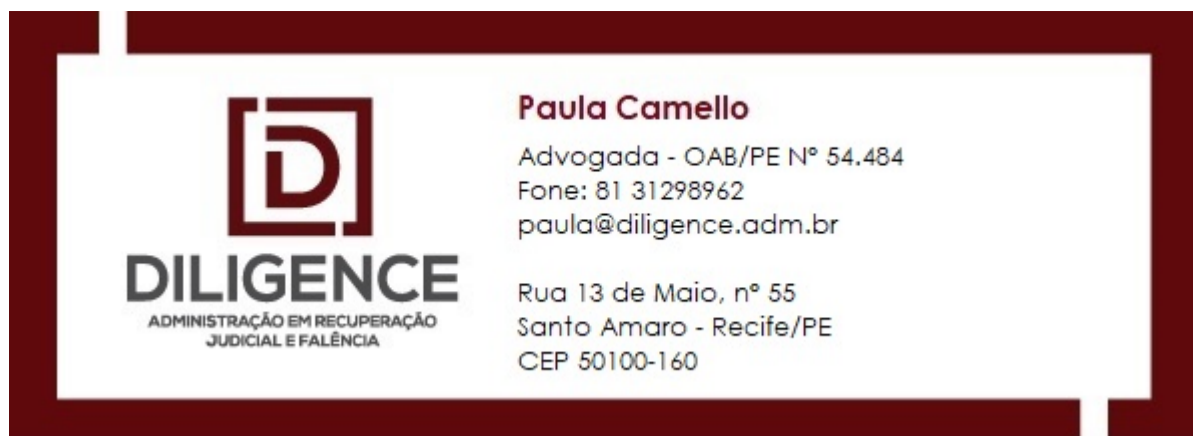 D
DILIGENCE
ADMINISTRAÇÃO EM RECUPERAÇÃO
JUDICIAL E FALÊNCIA
Paula Camello
Advogada - OAB/PE Nº 54.484
Fone: 81 31298962
paula@diligence.adm.br
Rua 13 de Maio, nº 55
Santo Amaro - Recife/PE
CEP 50100-160